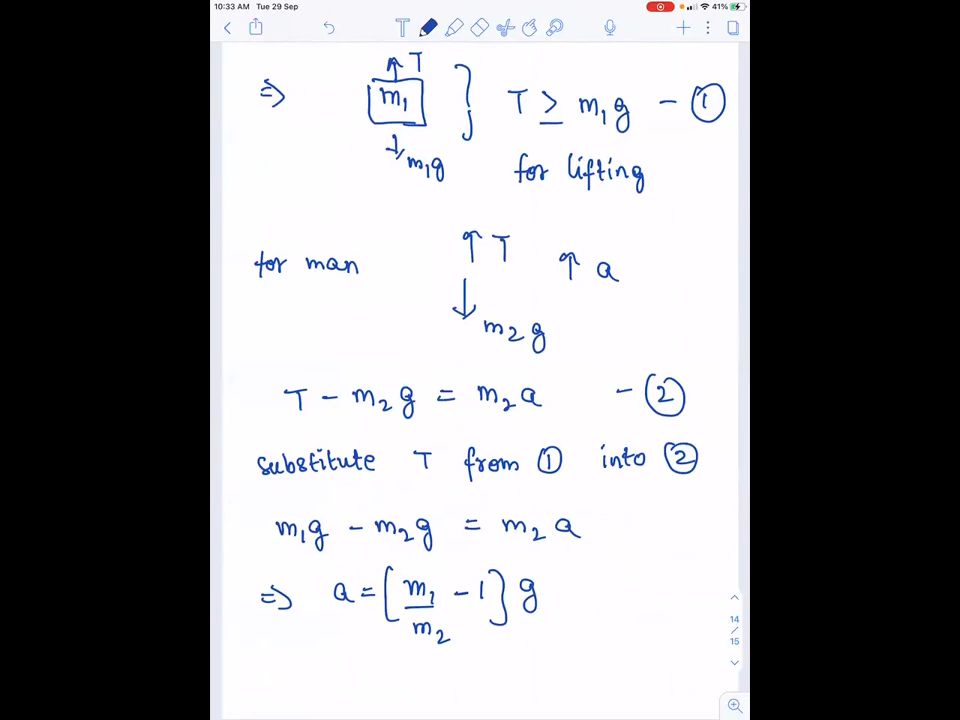 10:33 AM Tue 29 Sep
41%
⇒ m₁ ↑ T T ≥ m₁g - ①
↓ m₁g for lifting
for man ↑ T ↑ a
↓ m₂g
T - m₂g = m₂a - ②
substitute T from ① into ②
m₁g - m₂g = m₂a
⇒ a = [m₁/m₂ - 1] g
14
/
15